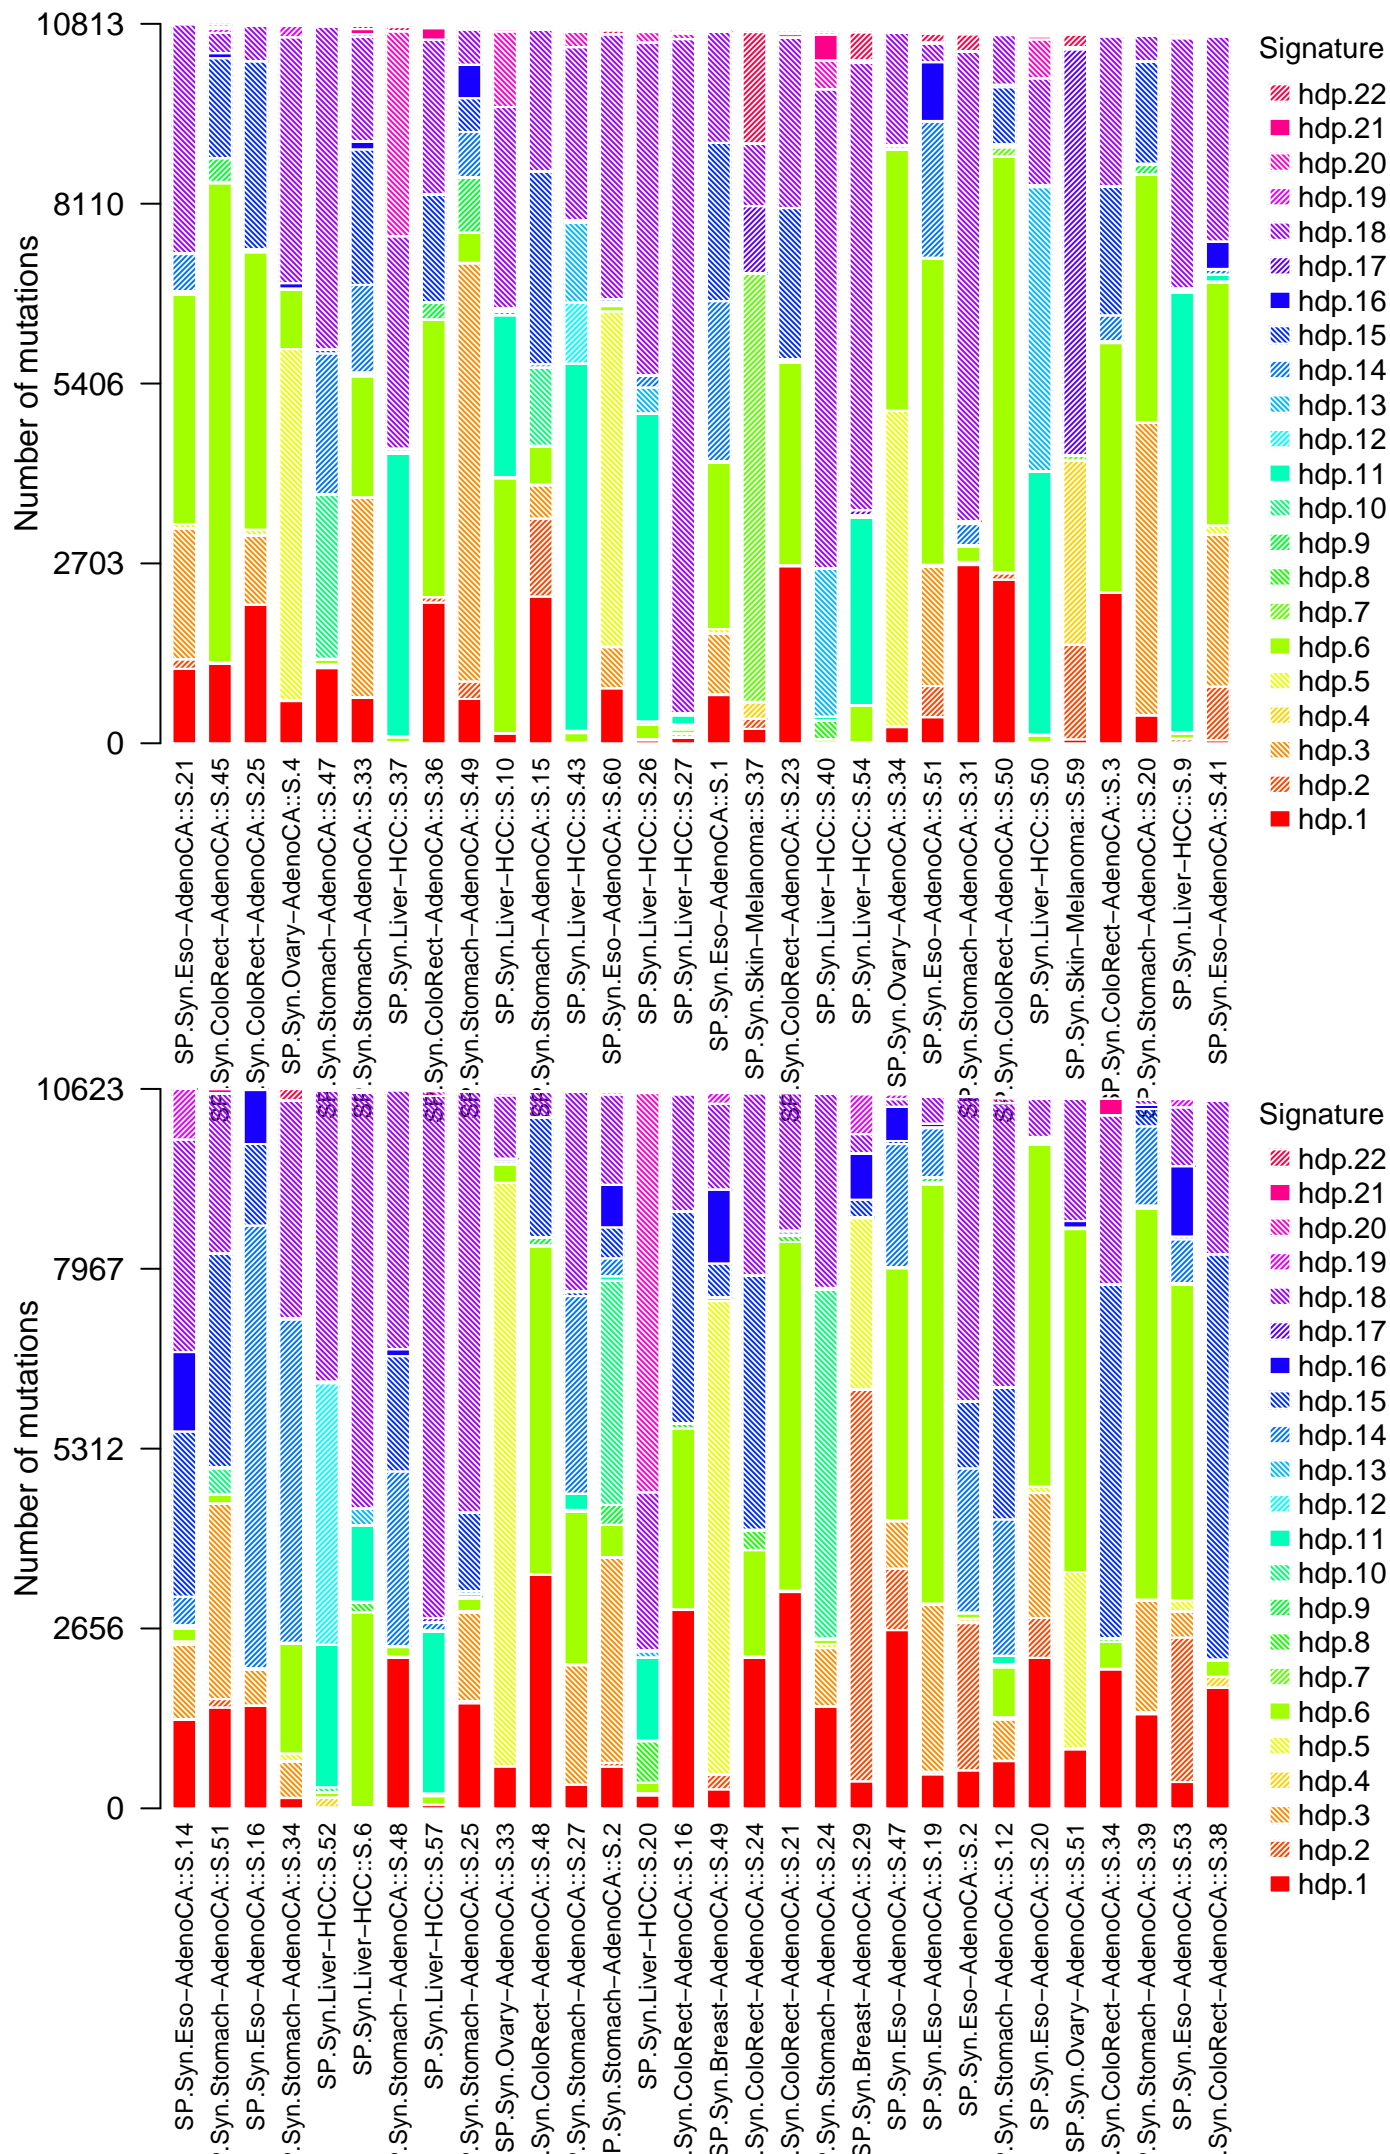 Number of mutations
10813
8110
5406
2703
0
Signature
hdp.22
hdp.21
hdp.20
hdp.19
hdp.18
hdp.17
hdp.16
hdp.15
hdp.14
hdp.13
hdp.12
hdp.11
hdp.10
hdp.9
hdp.8
hdp.7
hdp.6
hdp.5
hdp.4
hdp.3
hdp.2
hdp.1
SP.Syn.Eso−AdenoCA::S.21
SP.Syn.ColoRect−AdenoCA::S.45
SP.Syn.ColoRect−AdenoCA::S.25
SP.Syn.Ovary−AdenoCA::S.4
SP.Syn.Stomach−AdenoCA::S.47
SP.Syn.Stomach−AdenoCA::S.33
SP.Syn.Liver−HCC::S.37
SP.Syn.ColoRect−AdenoCA::S.36
SP.Syn.Stomach−AdenoCA::S.49
SP.Syn.Liver−HCC::S.10
SP.Syn.Stomach−AdenoCA::S.15
SP.Syn.Liver−HCC::S.43
SP.Syn.Eso−AdenoCA::S.60
SP.Syn.Liver−HCC::S.26
SP.Syn.Liver−HCC::S.27
SP.Syn.Eso−AdenoCA::S.1
SP.Syn.Skin−Melanoma::S.37
SP.Syn.ColoRect−AdenoCA::S.23
SP.Syn.Liver−HCC::S.40
SP.Syn.Liver−HCC::S.54
SP.Syn.Ovary−AdenoCA::S.34
SP.Syn.Eso−AdenoCA::S.51
SP.Syn.Stomach−AdenoCA::S.31
SP.Syn.ColoRect−AdenoCA::S.50
SP.Syn.Liver−HCC::S.50
SP.Syn.Skin−Melanoma::S.59
SP.Syn.ColoRect−AdenoCA::S.3
SP.Syn.Stomach−AdenoCA::S.20
SP.Syn.Liver−HCC::S.9
SP.Syn.Eso−AdenoCA::S.41
Number of mutations
10623
7967
5312
2656
0
Signature
hdp.22
hdp.21
hdp.20
hdp.19
hdp.18
hdp.17
hdp.16
hdp.15
hdp.14
hdp.13
hdp.12
hdp.11
hdp.10
hdp.9
hdp.8
hdp.7
hdp.6
hdp.5
hdp.4
hdp.3
hdp.2
hdp.1
SP.Syn.Eso−AdenoCA::S.14
P.Syn.Stomach−AdenoCA::S.51
SP.Syn.Eso−AdenoCA::S.16
P.Syn.Stomach−AdenoCA::S.34
SP.Syn.Liver−HCC::S.52
SP.Syn.Liver−HCC::S.6
P.Syn.Stomach−AdenoCA::S.48
SP.Syn.Liver−HCC::S.57
P.Syn.Stomach−AdenoCA::S.25
SP.Syn.Ovary−AdenoCA::S.33
.Syn.ColoRect−AdenoCA::S.48
P.Syn.Stomach−AdenoCA::S.27
P.Syn.Stomach−AdenoCA::S.2
SP.Syn.Liver−HCC::S.20
.Syn.ColoRect−AdenoCA::S.16
SP.Syn.Breast−AdenoCA::S.49
.Syn.ColoRect−AdenoCA::S.24
.Syn.ColoRect−AdenoCA::S.21
P.Syn.Stomach−AdenoCA::S.24
SP.Syn.Breast−AdenoCA::S.29
SP.Syn.Eso−AdenoCA::S.47
SP.Syn.Eso−AdenoCA::S.19
SP.Syn.Eso−AdenoCA::S.2
P.Syn.Stomach−AdenoCA::S.12
SP.Syn.Eso−AdenoCA::S.20
SP.Syn.Ovary−AdenoCA::S.51
.Syn.ColoRect−AdenoCA::S.34
P.Syn.Stomach−AdenoCA::S.39
SP.Syn.Eso−AdenoCA::S.53
.Syn.ColoRect−AdenoCA::S.38